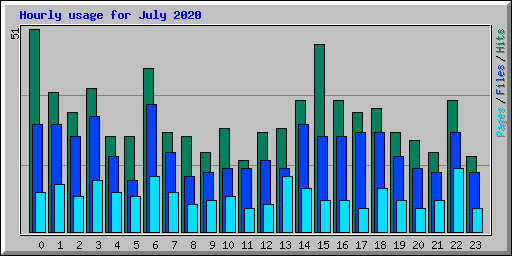 Hourly usage for July 2020
51
Pages / Files / Hits
0 1 2 3 4 5 6 7 8 9 10 11 12 13 14 15 16 17 18 19 20 21 22 23